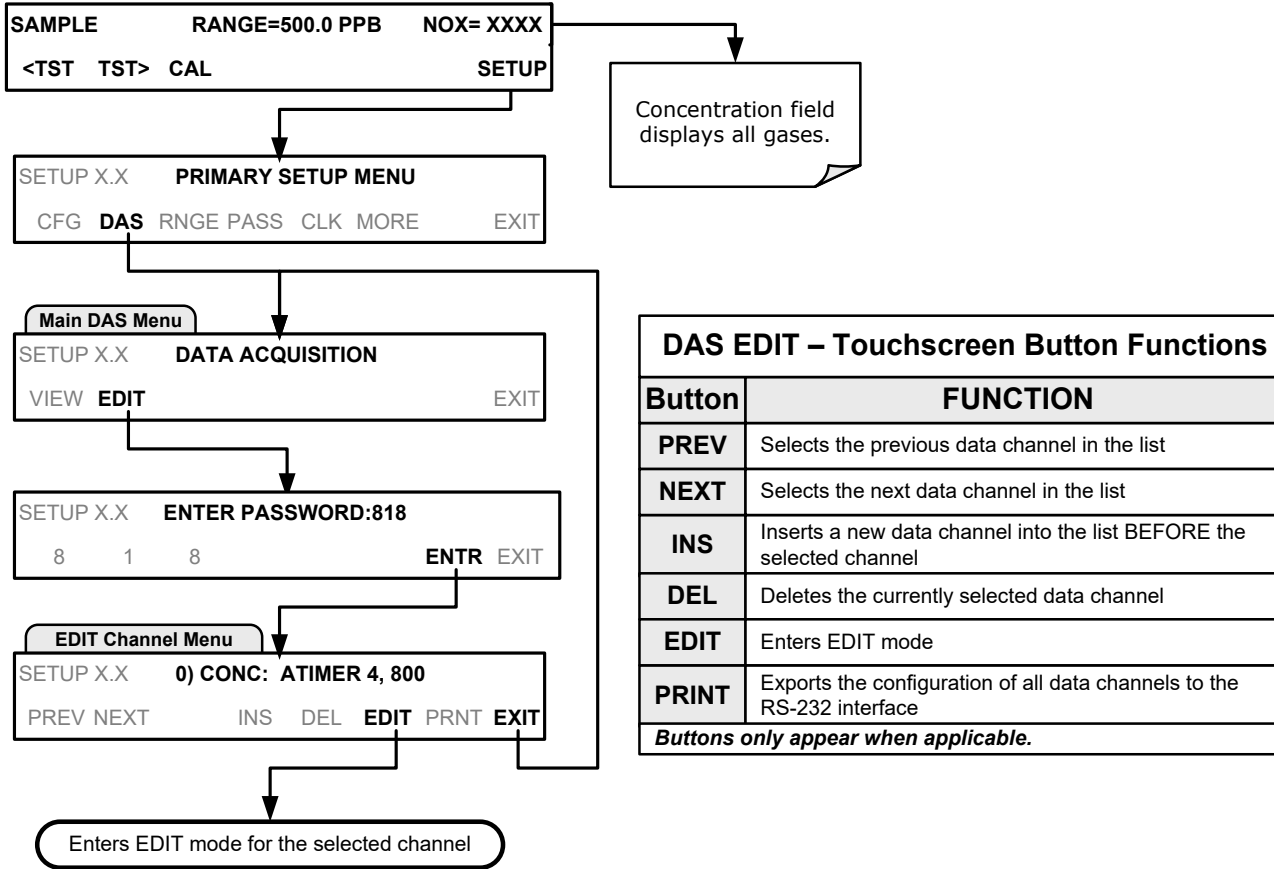 SAMPLE RANGE=500.0 PPB NOX= XXXX
<TST TST> CAL SETUP
Concentration field
displays all gases.
SETUP X.X PRIMARY SETUP MENU
CFG DAS RNGE PASS CLK MORE EXIT
Main DAS Menu
SETUP X.X DATA ACQUISITION
VIEW EDIT EXIT
SETUP X.X ENTER PASSWORD:818
8 1 8 ENTR EXIT
EDIT Channel Menu
SETUP X.X 0) CONC: ATIMER 4, 800
PREV NEXT INS DEL EDIT PRNT EXIT
Enters EDIT mode for the selected channel
DAS EDIT – Touchscreen Button Functions
Button FUNCTION
PREV Selects the previous data channel in the list
NEXT Selects the next data channel in the list
INS Inserts a new data channel into the list BEFORE the
selected channel
DEL Deletes the currently selected data channel
EDIT Enters EDIT mode
PRINT Exports the configuration of all data channels to the
RS-232 interface
Buttons only appear when applicable.